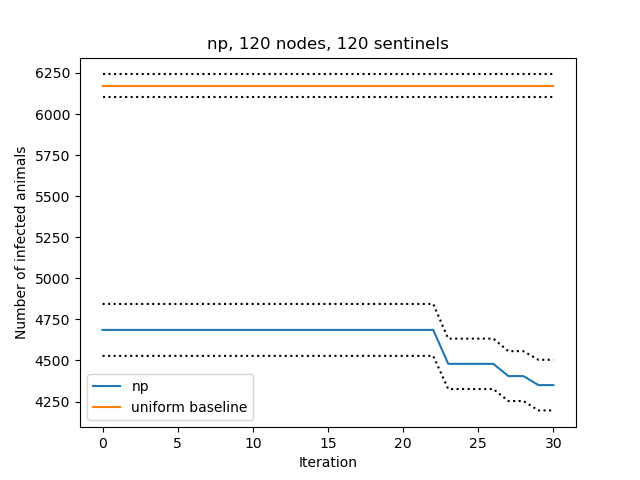 np, 120 nodes, 120 sentinels
Number of infected animals
6250
6000
5750
5500
5250
5000
4750
4500
4250
np
uniform baseline
0 5 10 15 20 25 30
Iteration